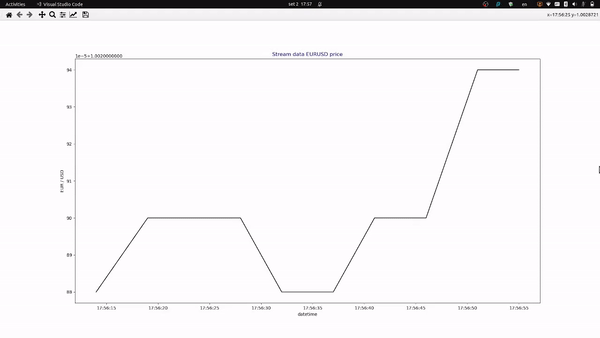 Activities
Visual Studio Code
set 2 17:57
en
x=17:56:23 y=1.0028721
Stream data EURUSD price
1e−5+1.0020000000
94
93
92
91
90
89
88
EUR / USD
17:56:15 17:56:20 17:56:25 17:56:30 17:56:35 17:56:40 17:56:45 17:56:50 17:56:55
datetime